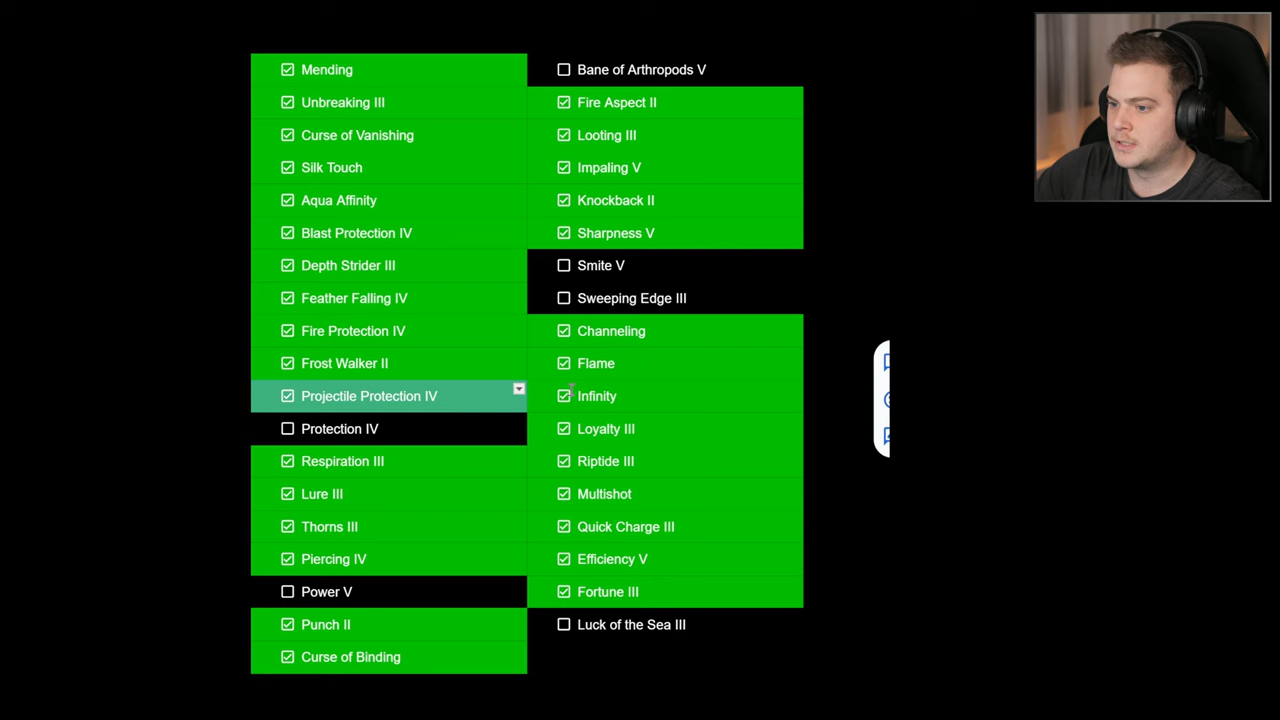 Mending
Unbreaking III
Curse of Vanishing
Silk Touch
Aqua Affinity
Blast Protection IV
Depth Strider III
Feather Falling IV
Fire Protection IV
Frost Walker II
Projectile Protection IV
Protection IV
Respiration III
Lure III
Thorns III
Piercing IV
Power V
Punch II
Curse of Binding
Bane of Arthropods V
Fire Aspect II
Looting III
Impaling V
Knockback II
Sharpness V
Smite V
Sweeping Edge III
Channeling
Flame
Infinity
Loyalty III
Riptide III
Multishot
Quick Charge III
Efficiency V
Fortune III
Luck of the Sea III